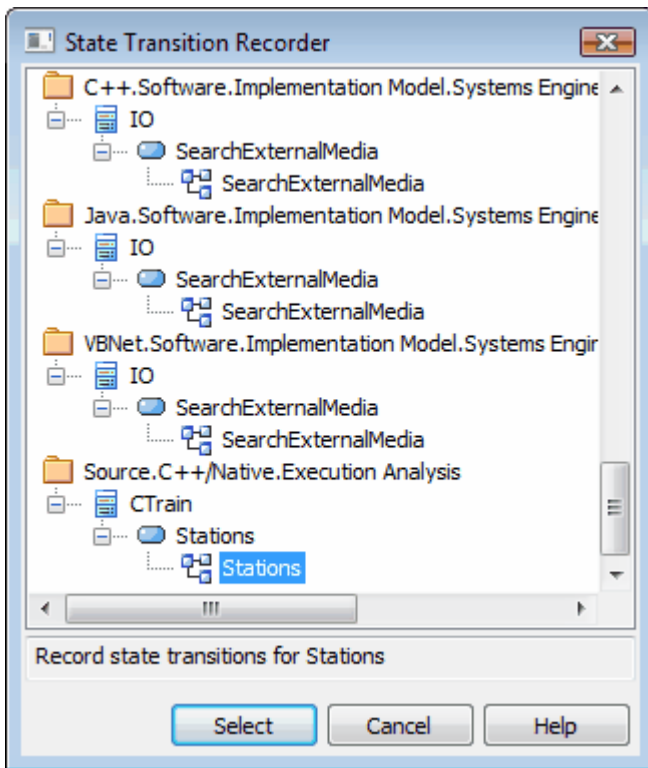 State Transition Recorder
C++.Software.Implementation Model.Systems Engine
IO
SearchExternalMedia
SearchExternalMedia
Java.Software.Implementation Model.Systems Engine
IO
SearchExternalMedia
SearchExternalMedia
VBNet.Software.Implementation Model.Systems Engir
IO
SearchExternalMedia
SearchExternalMedia
Source.C++/Native.Execution Analysis
CTrain
Stations
Stations
Record state transitions for Stations
Select Cancel Help